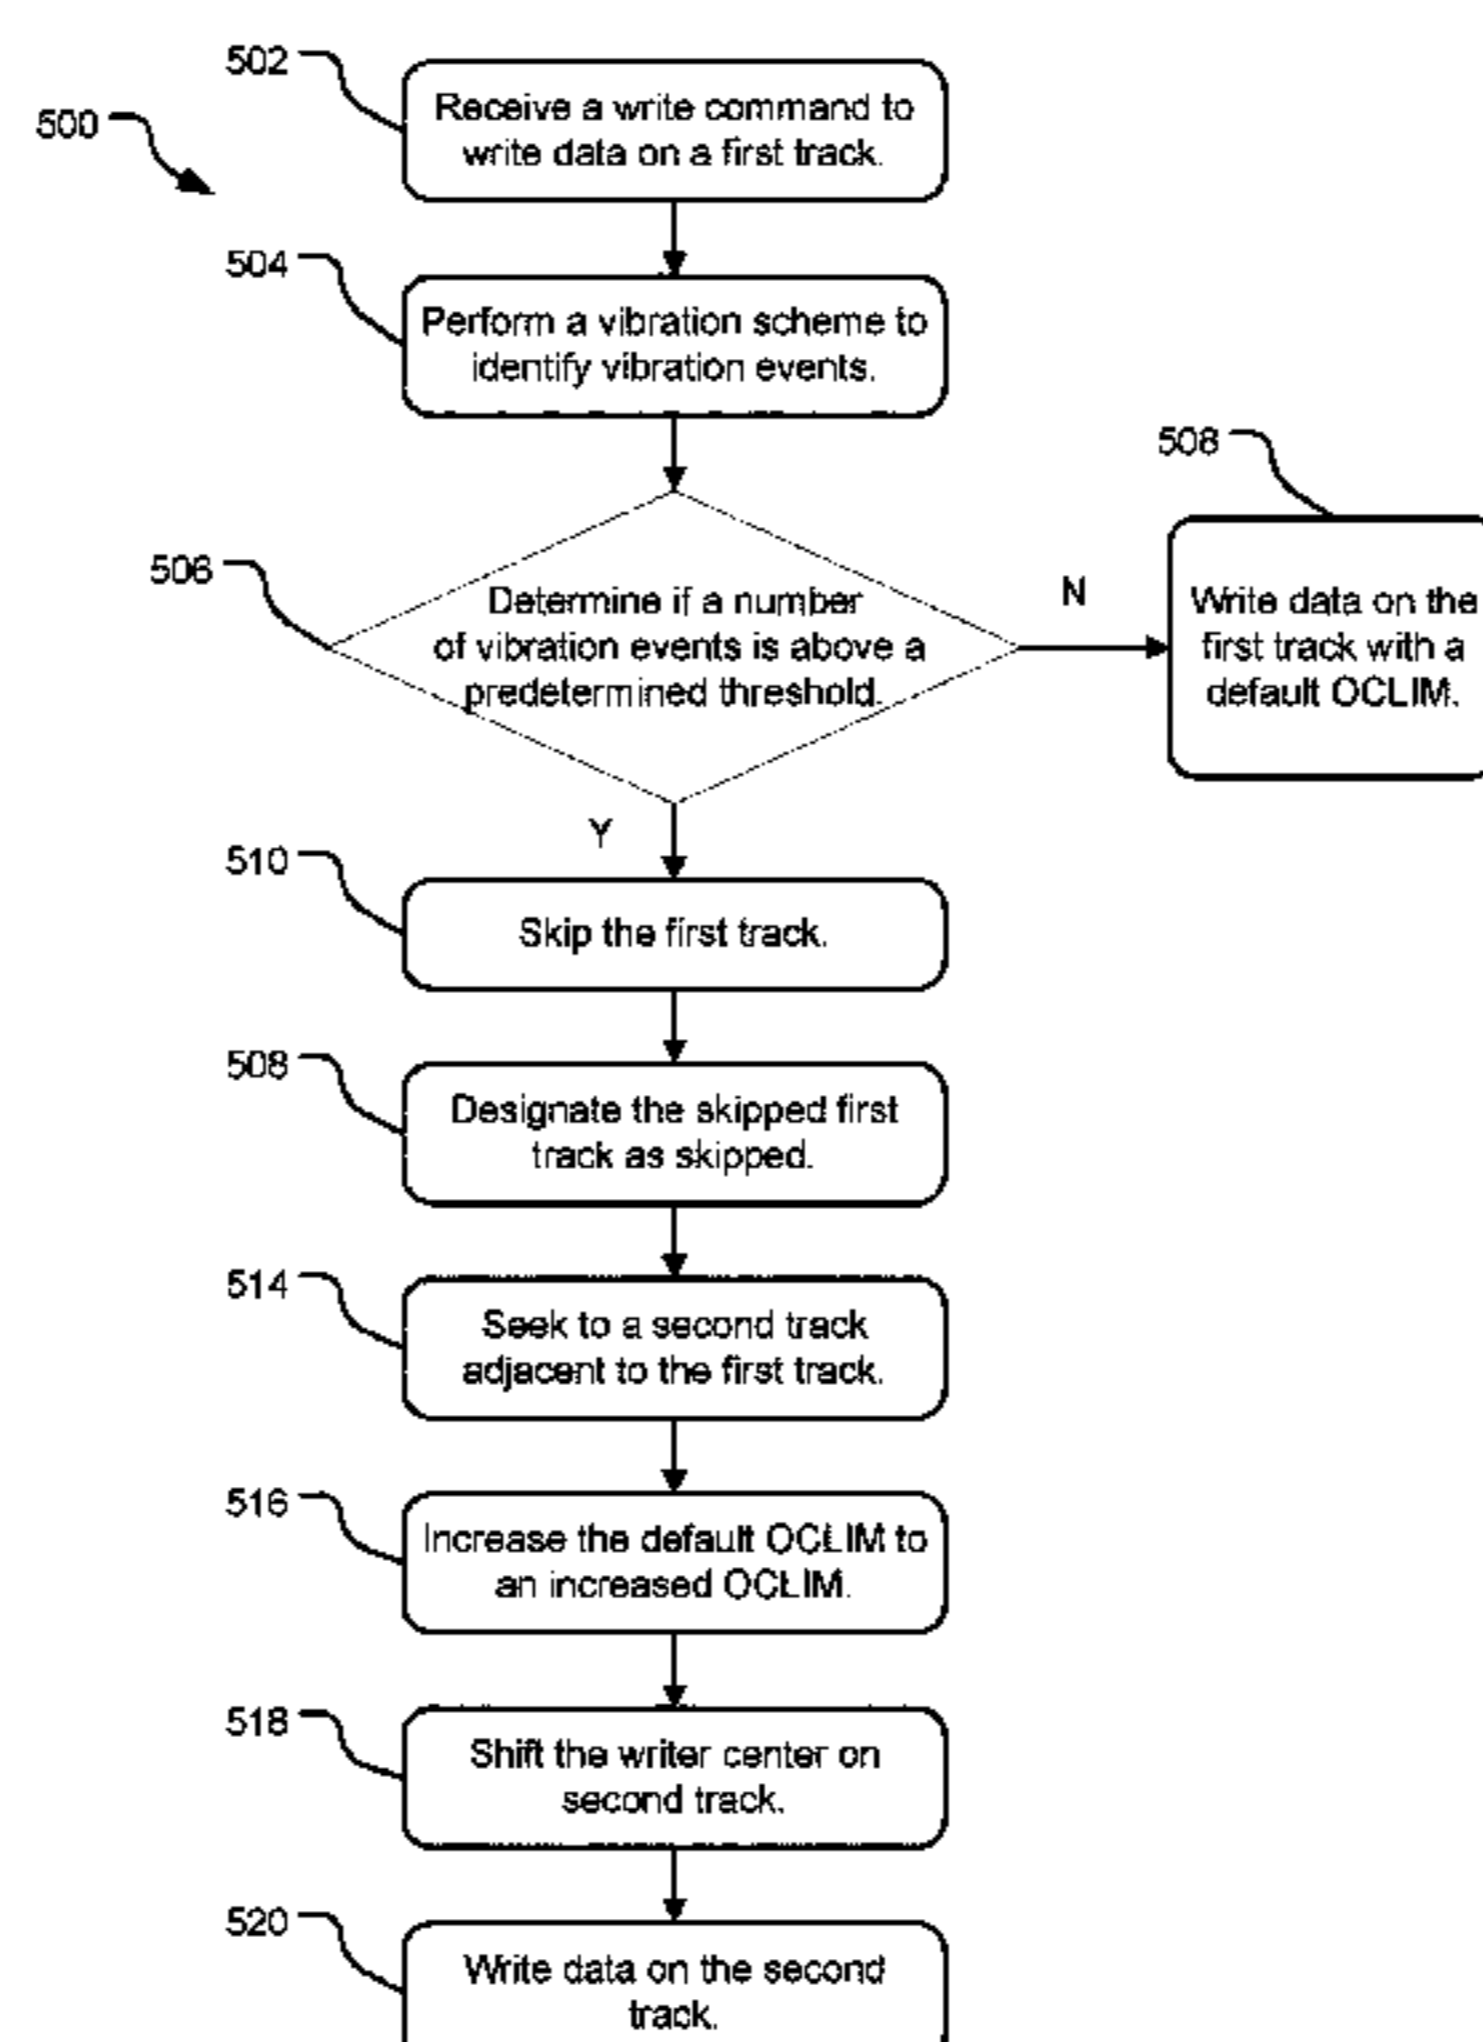 502
Receive a write command to
write data on a first track.
500
504
Perform a vibration scheme to
identify vibration events.
508
506
Determine if a number
of vibration events is above a
predetermined threshold.
N
Write data on the
first track with a
default OCLIM.
Y
510
Skip the first track.
508
Designate the skipped first
track as skipped.
514
Seek to a second track
adjacent to the first track.
516
Increase the default OCLIM to
an increased OCLIM.
518
Shift the writer center on
second track.
520
Write data on the second
track.